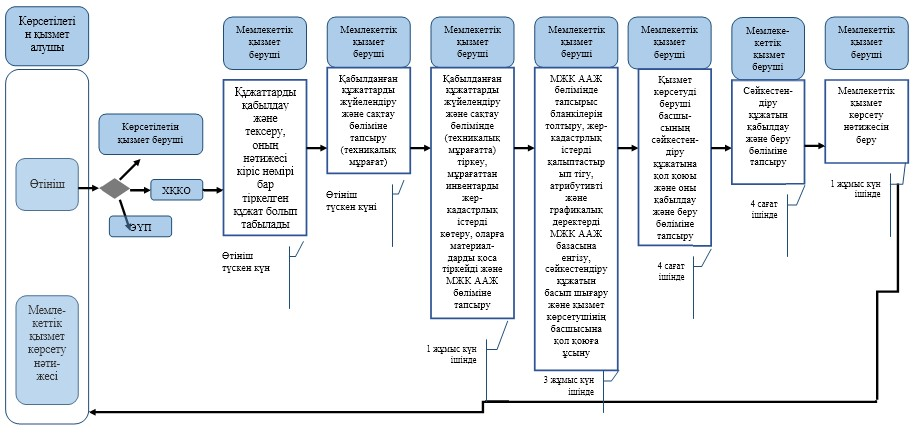 Көрсетілеті
н қызмет
алушы
Өтініш
Мемле-
кеттік
қызмет
көрсету
нәти-
жесі
Көрсетілетін
қызмет беруші
ХҚКО
ЭҮП
Мемлекеттік
қызмет
беруші
Құжаттарды
қабылдау
және
тексеру,
оның
нәтижесі
кіріс нөмірі
бар
тіркелген
құжат болып
табылады
Өтініш
түскен күн
Мемлекеттік
қызмет
беруші
Қабылданған
құжаттарды
жүйелендіру
және сақтау
бөліміне
тапсыру
(техникалық
мұрағат)
Өтініш
түскен күні
Мемлекеттік
қызмет
беруші
Қабылданған
құжаттарды
жүйелендіру
және сақтау
бөлімінде
(техникалық
мұрағатта)
тіркеу,
мұрағаттан
инвентарды
жер-
кадастрлық
істерді
көтеру, оларға
материал-
дарды қоса
тіркейді және
МЖК ААЖ
бөліміне
тапсыру
1 жұмыс күн
ішінде
Мемлекеттік
қызмет
беруші
МЖК ААЖ
бөлімінде
тапсырыс
бланкілерін
толтыру, жер-
кадастрлық
істерді
қалыптастыр
ып тігу,
атрибутивті
және
графикалық
деректерді
МЖК ААЖ
базасына
енгізу,
сәйкестендіру
құжатын
басып шығару
және қызмет
көрсетушінің
басшысына
қол қоюға
ұсыну
3 жұмыс күн
ішінде
Мемлекеттік
қызмет
беруші
Қызмет
көрсетуді
беруші
басшы-
сының
сәйкестен-
діру
құжатына
қол қоюы
және оны
қабылдау
және беру
бөліміне
тапсыру
4 сағат
ішінде
Мемлеке-
кеттік
қызмет
беруші
Сәйкестен-
діру
құжатын
қабылдау
және беру
бөліміне
тапсыру
4 сағат
ішінде
Мемлекеттік
қызмет
беруші
Мемлекеттік
қызмет
көрсету
нәтижесін
беру
1 жұмыс күн
ішінде